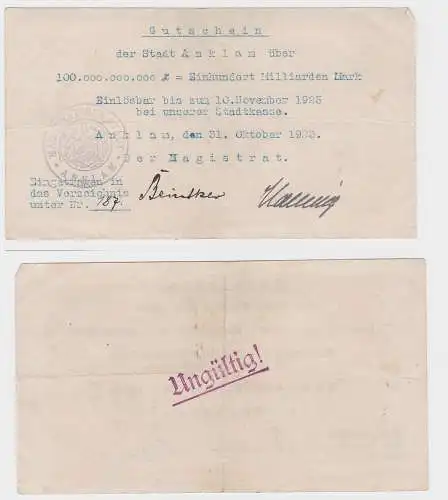 Gutschein
der Stadt Anklam über
100.000.000.000 ℳ = Einhundert Milliarden Mark
Einlösbar bis zum 10.November 1923
bei unserer Stadtkasse.
Anklam, den 31. Oktober 1923.
Der Magistrat.
ANKLAM
Eingetragen in
das Verzeichnis
unter Nr. 187.
Ungültig!